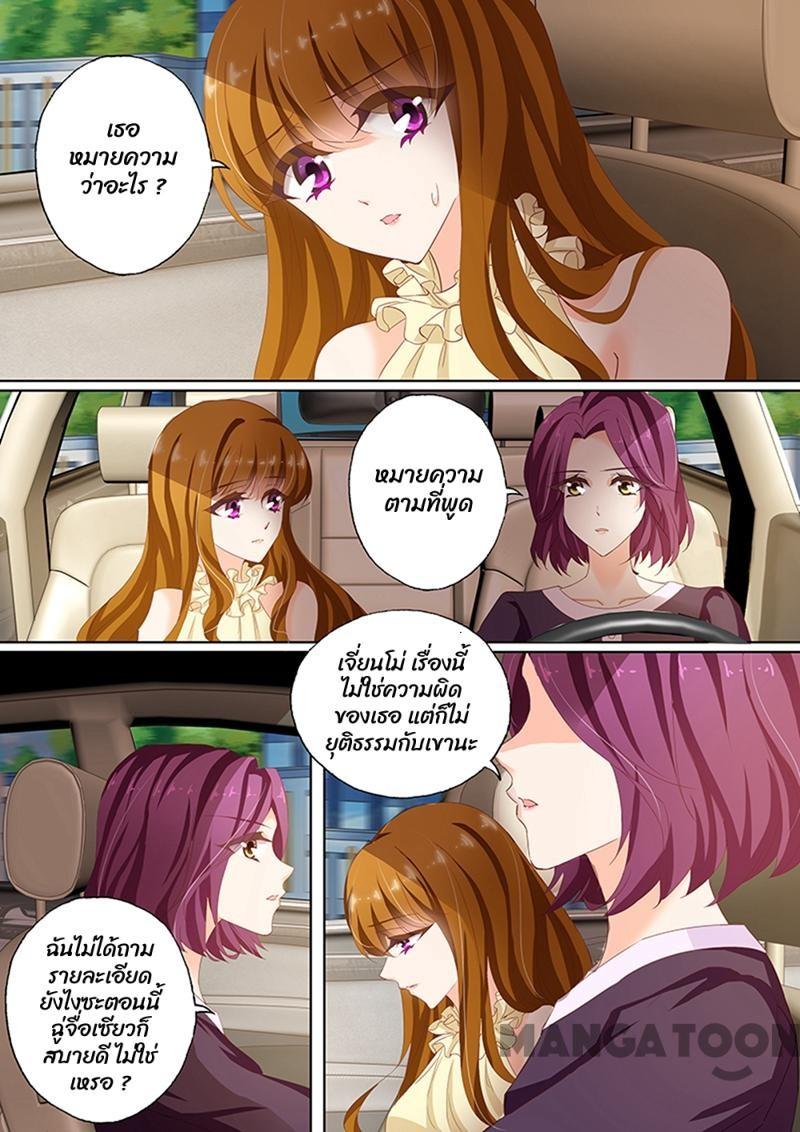 เธอ
หมายความ
ว่าอะไร ?
หมายความ
ตามที่พูด
เจี่ยนโม่ เรื่องนี้
ไม่ใช่ความผิด
ของเธอ แต่ก็ไม่
ยุติธรรมกับเขานะ
ฉันไม่ได้ถาม
รายละเอียด
ยังไงซะตอนนี้
ฉู่จื่อเซียวก็
สบายดี ไม่ใช่
เหรอ ?
MANGATOON